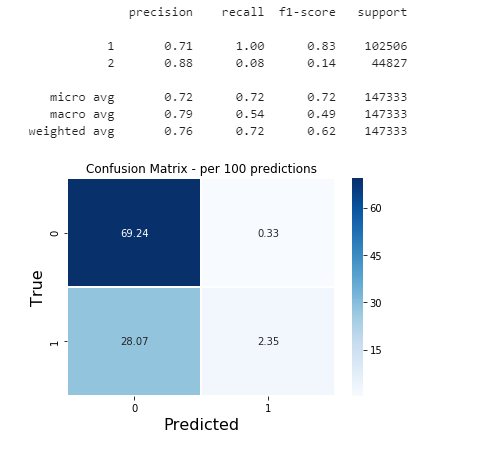 precision recall f1-score support
1 0.71 1.00 0.83 102506
2 0.88 0.08 0.14 44827
micro avg 0.72 0.72 0.72 147333
macro avg 0.79 0.54 0.49 147333
weighted avg 0.76 0.72 0.62 147333
Confusion Matrix - per 100 predictions
True
0 69.24 0.33
1 28.07 2.35
0 1
Predicted
60
45
30
15